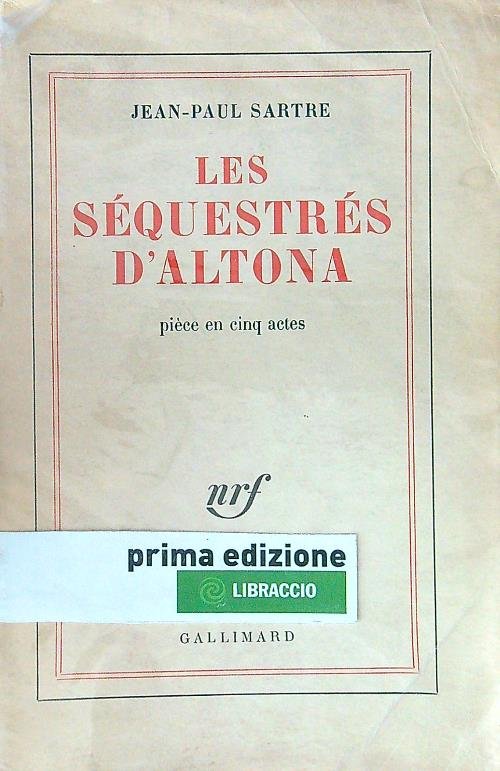 JEAN-PAUL SARTRE
LES
SÉQUESTRÉS
D'ALTONA
pièce en cinq actes
nrf
prima edizione
LIBRACCIO
GALLIMARD